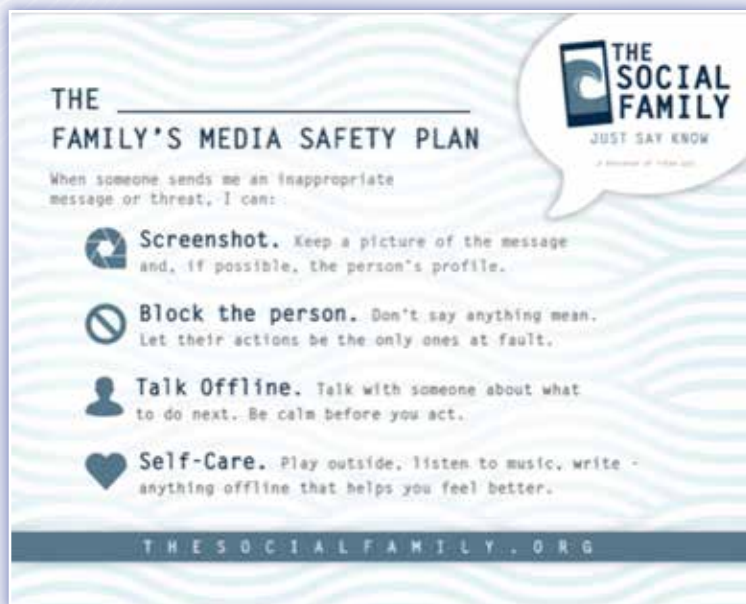 THE
SOCIAL
FAMILY
JUST SAY KNOW
THE
FAMILY'S MEDIA SAFETY PLAN
When someone sends me an inappropriate
message or threat, I can:
Screenshot. Keep a picture of the message
and, if possible, the person's profile.
Block the person. Don't say anything mean.
Let their actions be the only ones at fault.
Talk Offline. Talk with someone about what
to do next. Be calm before you act.
Self-Care. Play outside, listen to music, write -
anything offline that helps you feel better.
THESOCIALFAMILY.ORG